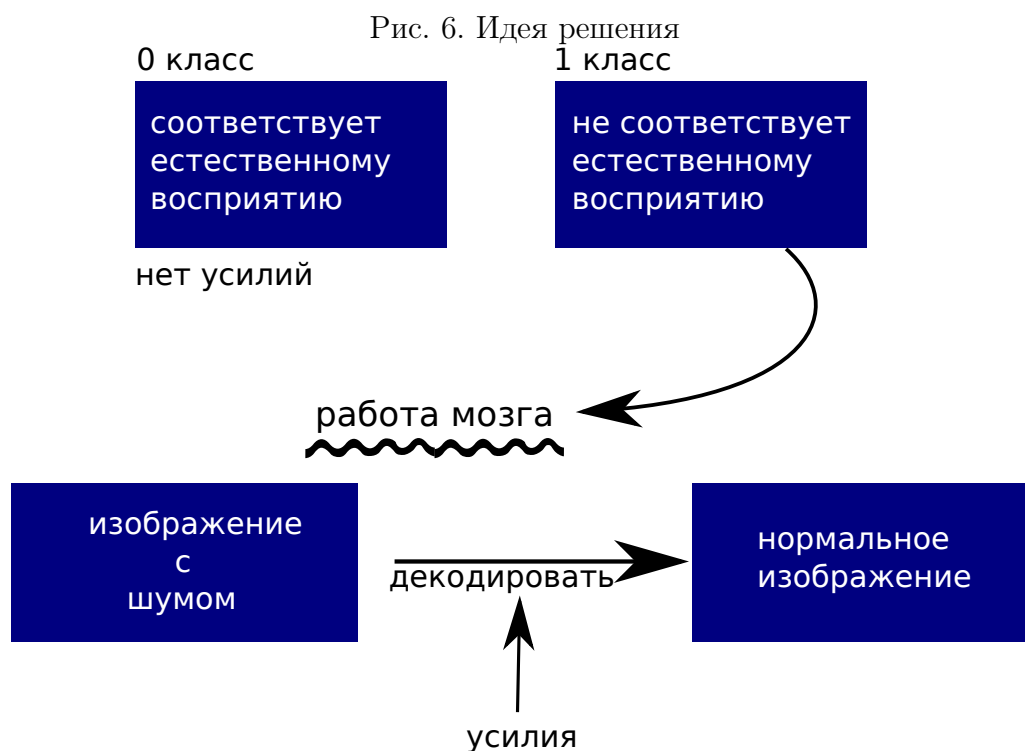 Рис. 6. Идея решения
0 класс
1 класс
соответствует
естественному
восприятию
не соответствует
естественному
восприятию
нет усилий
работа мозга
изображение
с
шумом
декодировать
нормальное
изображение
усилия